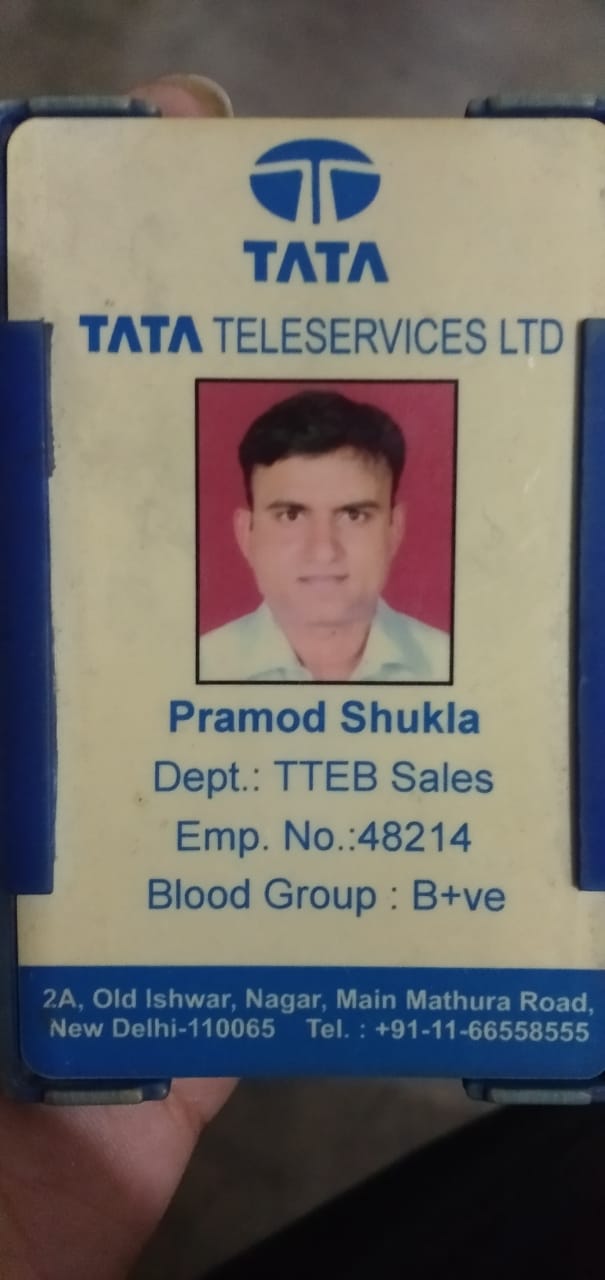 TATA
TATA TELESERVICES LTD
Pramod Shukla
Dept.: TTEB Sales
Emp. No.:48214
Blood Group : B+ve
2A, Old Ishwar, Nagar, Main Mathura Road,
New Delhi-110065 Tel. : +91-11-66558555